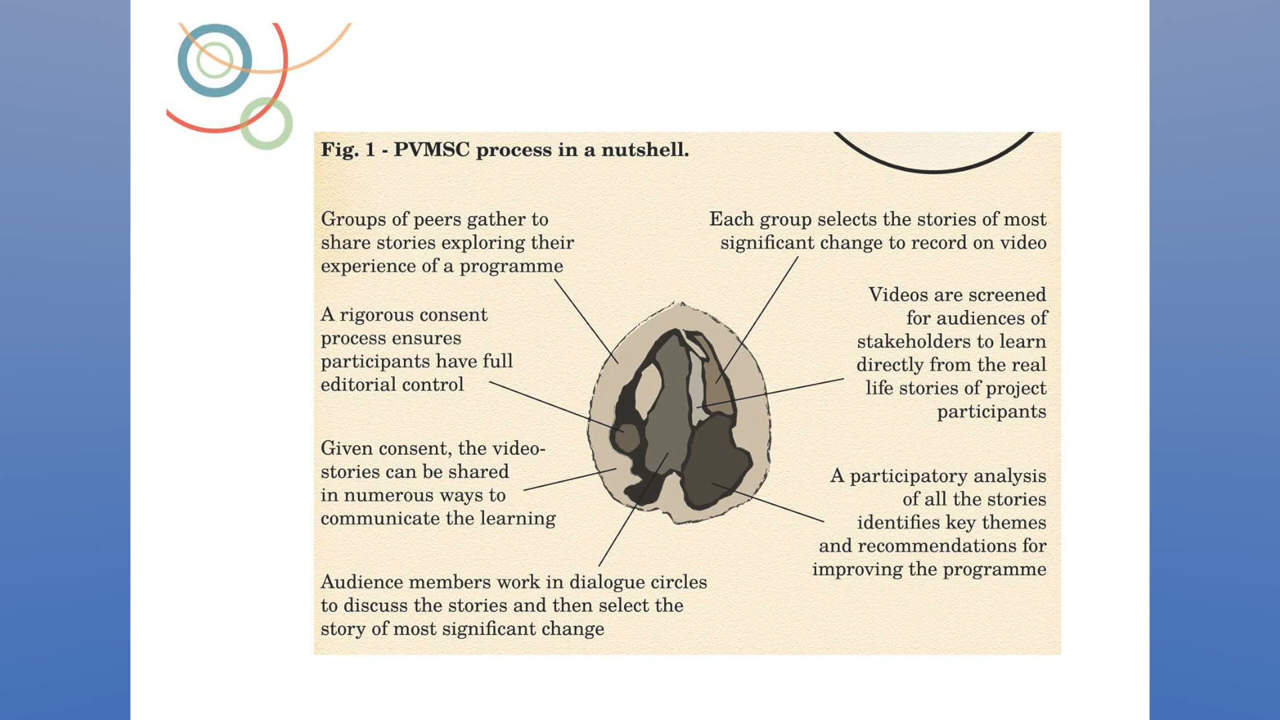 Fig. 1 - PVMSC process in a nutshell.
Groups of peers gather to
share stories exploring their
experience of a programme
Each group selects the stories of most
significant change to record on video
A rigorous consent
process ensures
participants have full
editorial control
Videos are screened
for audiences of
stakeholders to learn
directly from the real
life stories of project
participants
Given consent, the video-
stories can be shared
in numerous ways to
communicate the learning
A participatory analysis
of all the stories
identifies key themes
and recommendations for
improving the programme
Audience members work in dialogue circles
to discuss the stories and then select the
story of most significant change